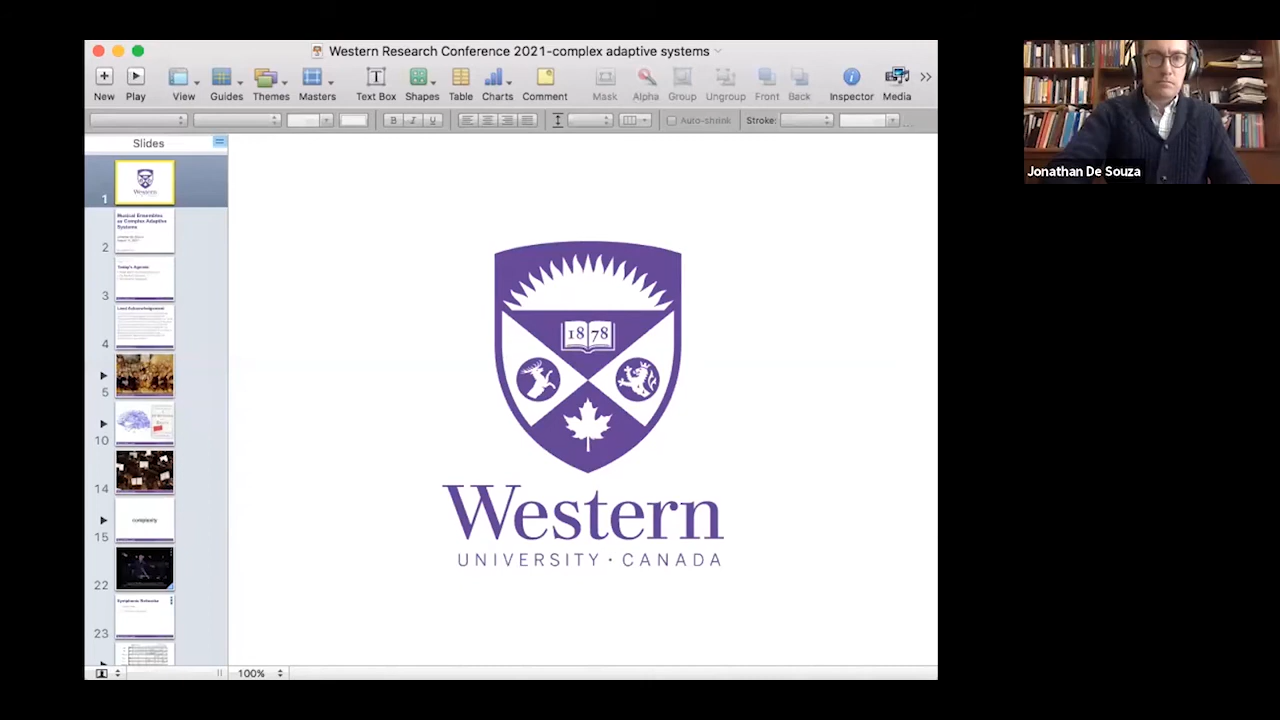 Western Research Conference 2021-complex adaptive systems
New Play View Guides Themes Masters Text Box Shapes Table Charts Comment Mask Alpha Group Ungroup Front Back Inspector Media
B I U Auto-shrink Stroke:
Slides
1
2
Musical Ensembles
as Complex Adaptive
Systems
3
Today's Agenda
4
Land Acknowledgement
5
10
14
15
complexity
22
23
Symphonic Networks
1878
Western
UNIVERSITY · CANADA
100%
Jonathan De Souza